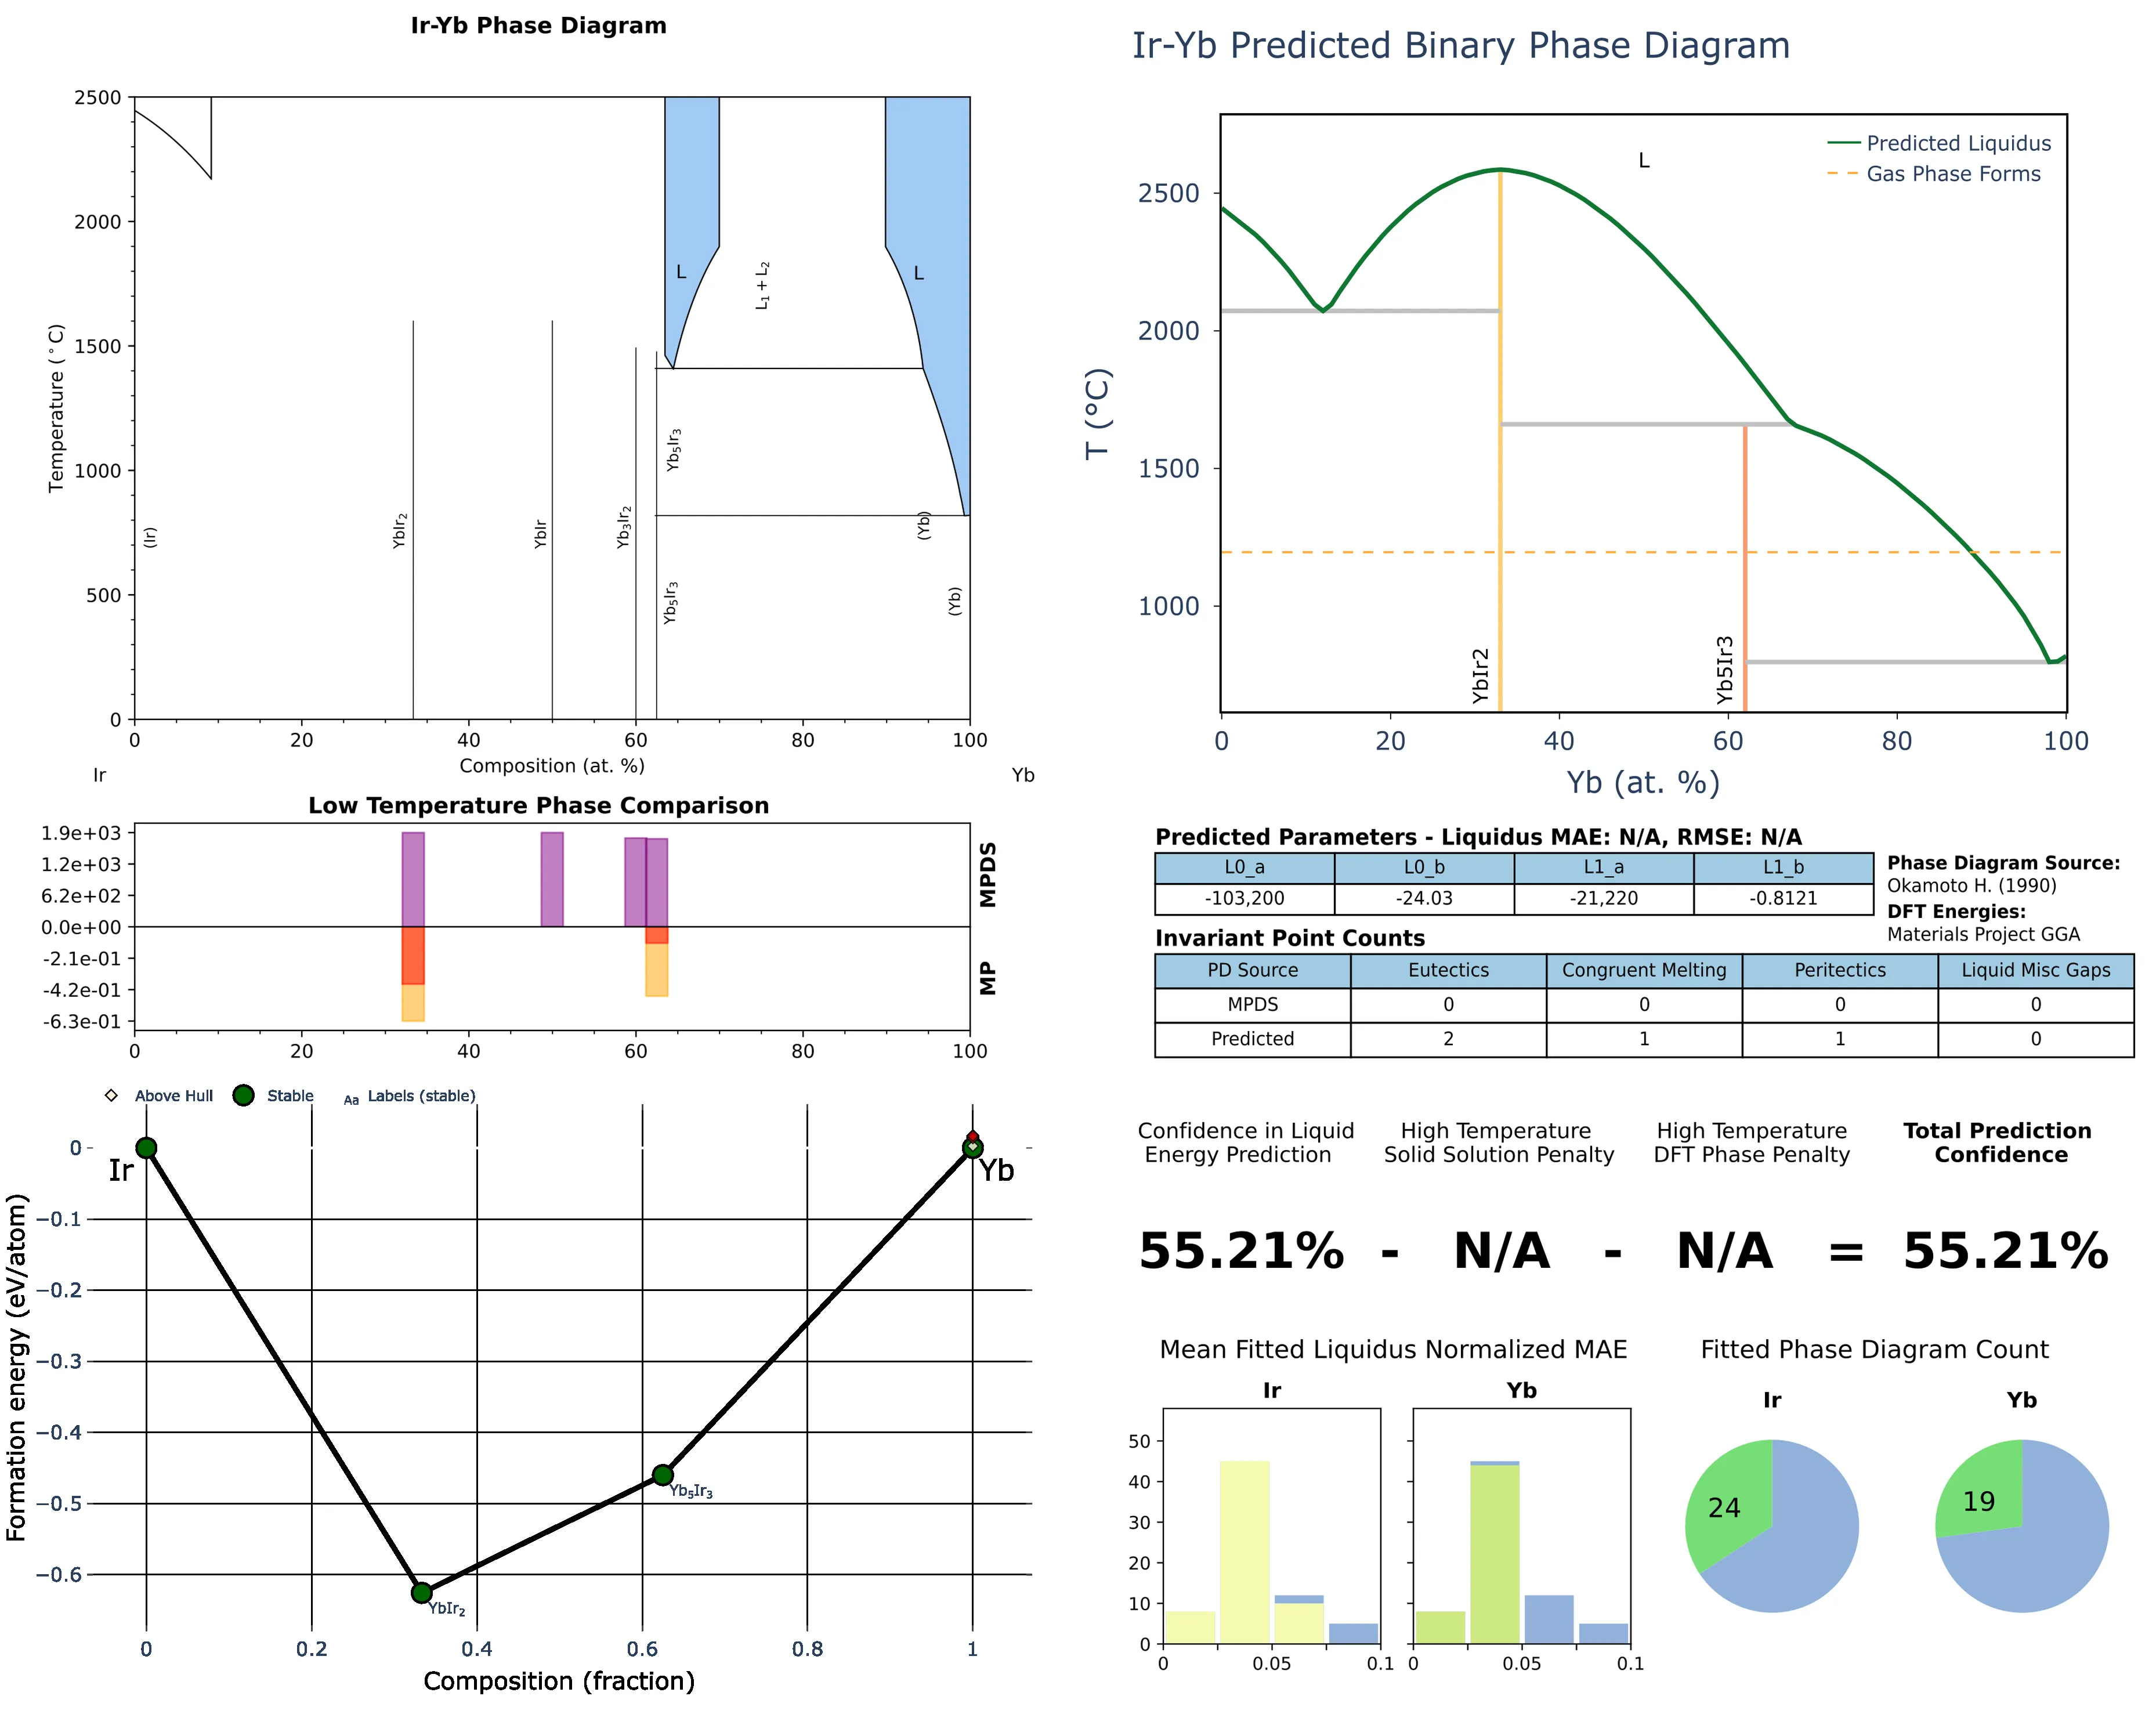 Ir-Yb Phase Diagram
2500
2000
1500
1000
500
0
Temperature (°C)
L
L
L₁ + L₂
(Ir)
YbIr₂
YbIr
Yb₃Ir₂
Yb₅Ir₃
Yb₅Ir₃
(Yb)
(Yb)
0 20 40 60 80 100
Composition (at. %)
Ir Yb
Low Temperature Phase Comparison
1.9e+03
1.2e+03
6.2e+02
0.0e+00
-2.1e-01
-4.2e-01
-6.3e-01
MPDS
MP
0 20 40 60 80 100
Above Hull Stable Aa Labels (stable)
0
−0.1
−0.2
−0.3
−0.4
−0.5
−0.6
Formation energy (eV/atom)
Ir
Yb
Yb₅Ir₃
YbIr₂
0 0.2 0.4 0.6 0.8 1
Composition (fraction)
Ir-Yb Predicted Binary Phase Diagram
L
Predicted Liquidus
Gas Phase Forms
2500
2000
1500
1000
T (°C)
YbIr2
Yb5Ir3
0 20 40 60 80 100
Yb (at. %)
Predicted Parameters - Liquidus MAE: N/A, RMSE: N/A
L0_a L0_b L1_a L1_b
-103,200 -24.03 -21,220 -0.8121
Phase Diagram Source:
Okamoto H. (1990)
DFT Energies:
Materials Project GGA
Invariant Point Counts
PD Source Eutectics Congruent Melting Peritectics Liquid Misc Gaps
MPDS 0 0 0 0
Predicted 2 1 1 0
Confidence in Liquid
Energy Prediction
High Temperature
Solid Solution Penalty
High Temperature
DFT Phase Penalty
Total Prediction
Confidence
55.21% - N/A - N/A = 55.21%
Mean Fitted Liquidus Normalized MAE
Ir Yb
50
40
30
20
10
0
0 0.05 0.1
0 0.05 0.1
Fitted Phase Diagram Count
Ir Yb
24
19